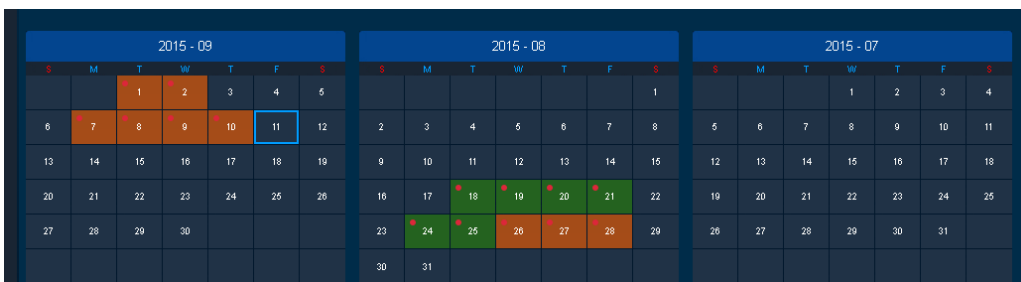 2015 - 09
S M T W T F S
1 2 3 4 5
6 7 8 9 10 11 12
13 14 15 16 17 18 19
20 21 22 23 24 25 26
27 28 29 30
2015 - 08
S M T W T F S
1
2 3 4 5 6 7 8
9 10 11 12 13 14 15
16 17 18 19 20 21 22
23 24 25 26 27 28 29
30 31
2015 - 07
S M T W T F S
1 2 3 4
5 6 7 8 9 10 11
12 13 14 15 16 17 18
19 20 21 22 23 24 25
26 27 28 29 30 31